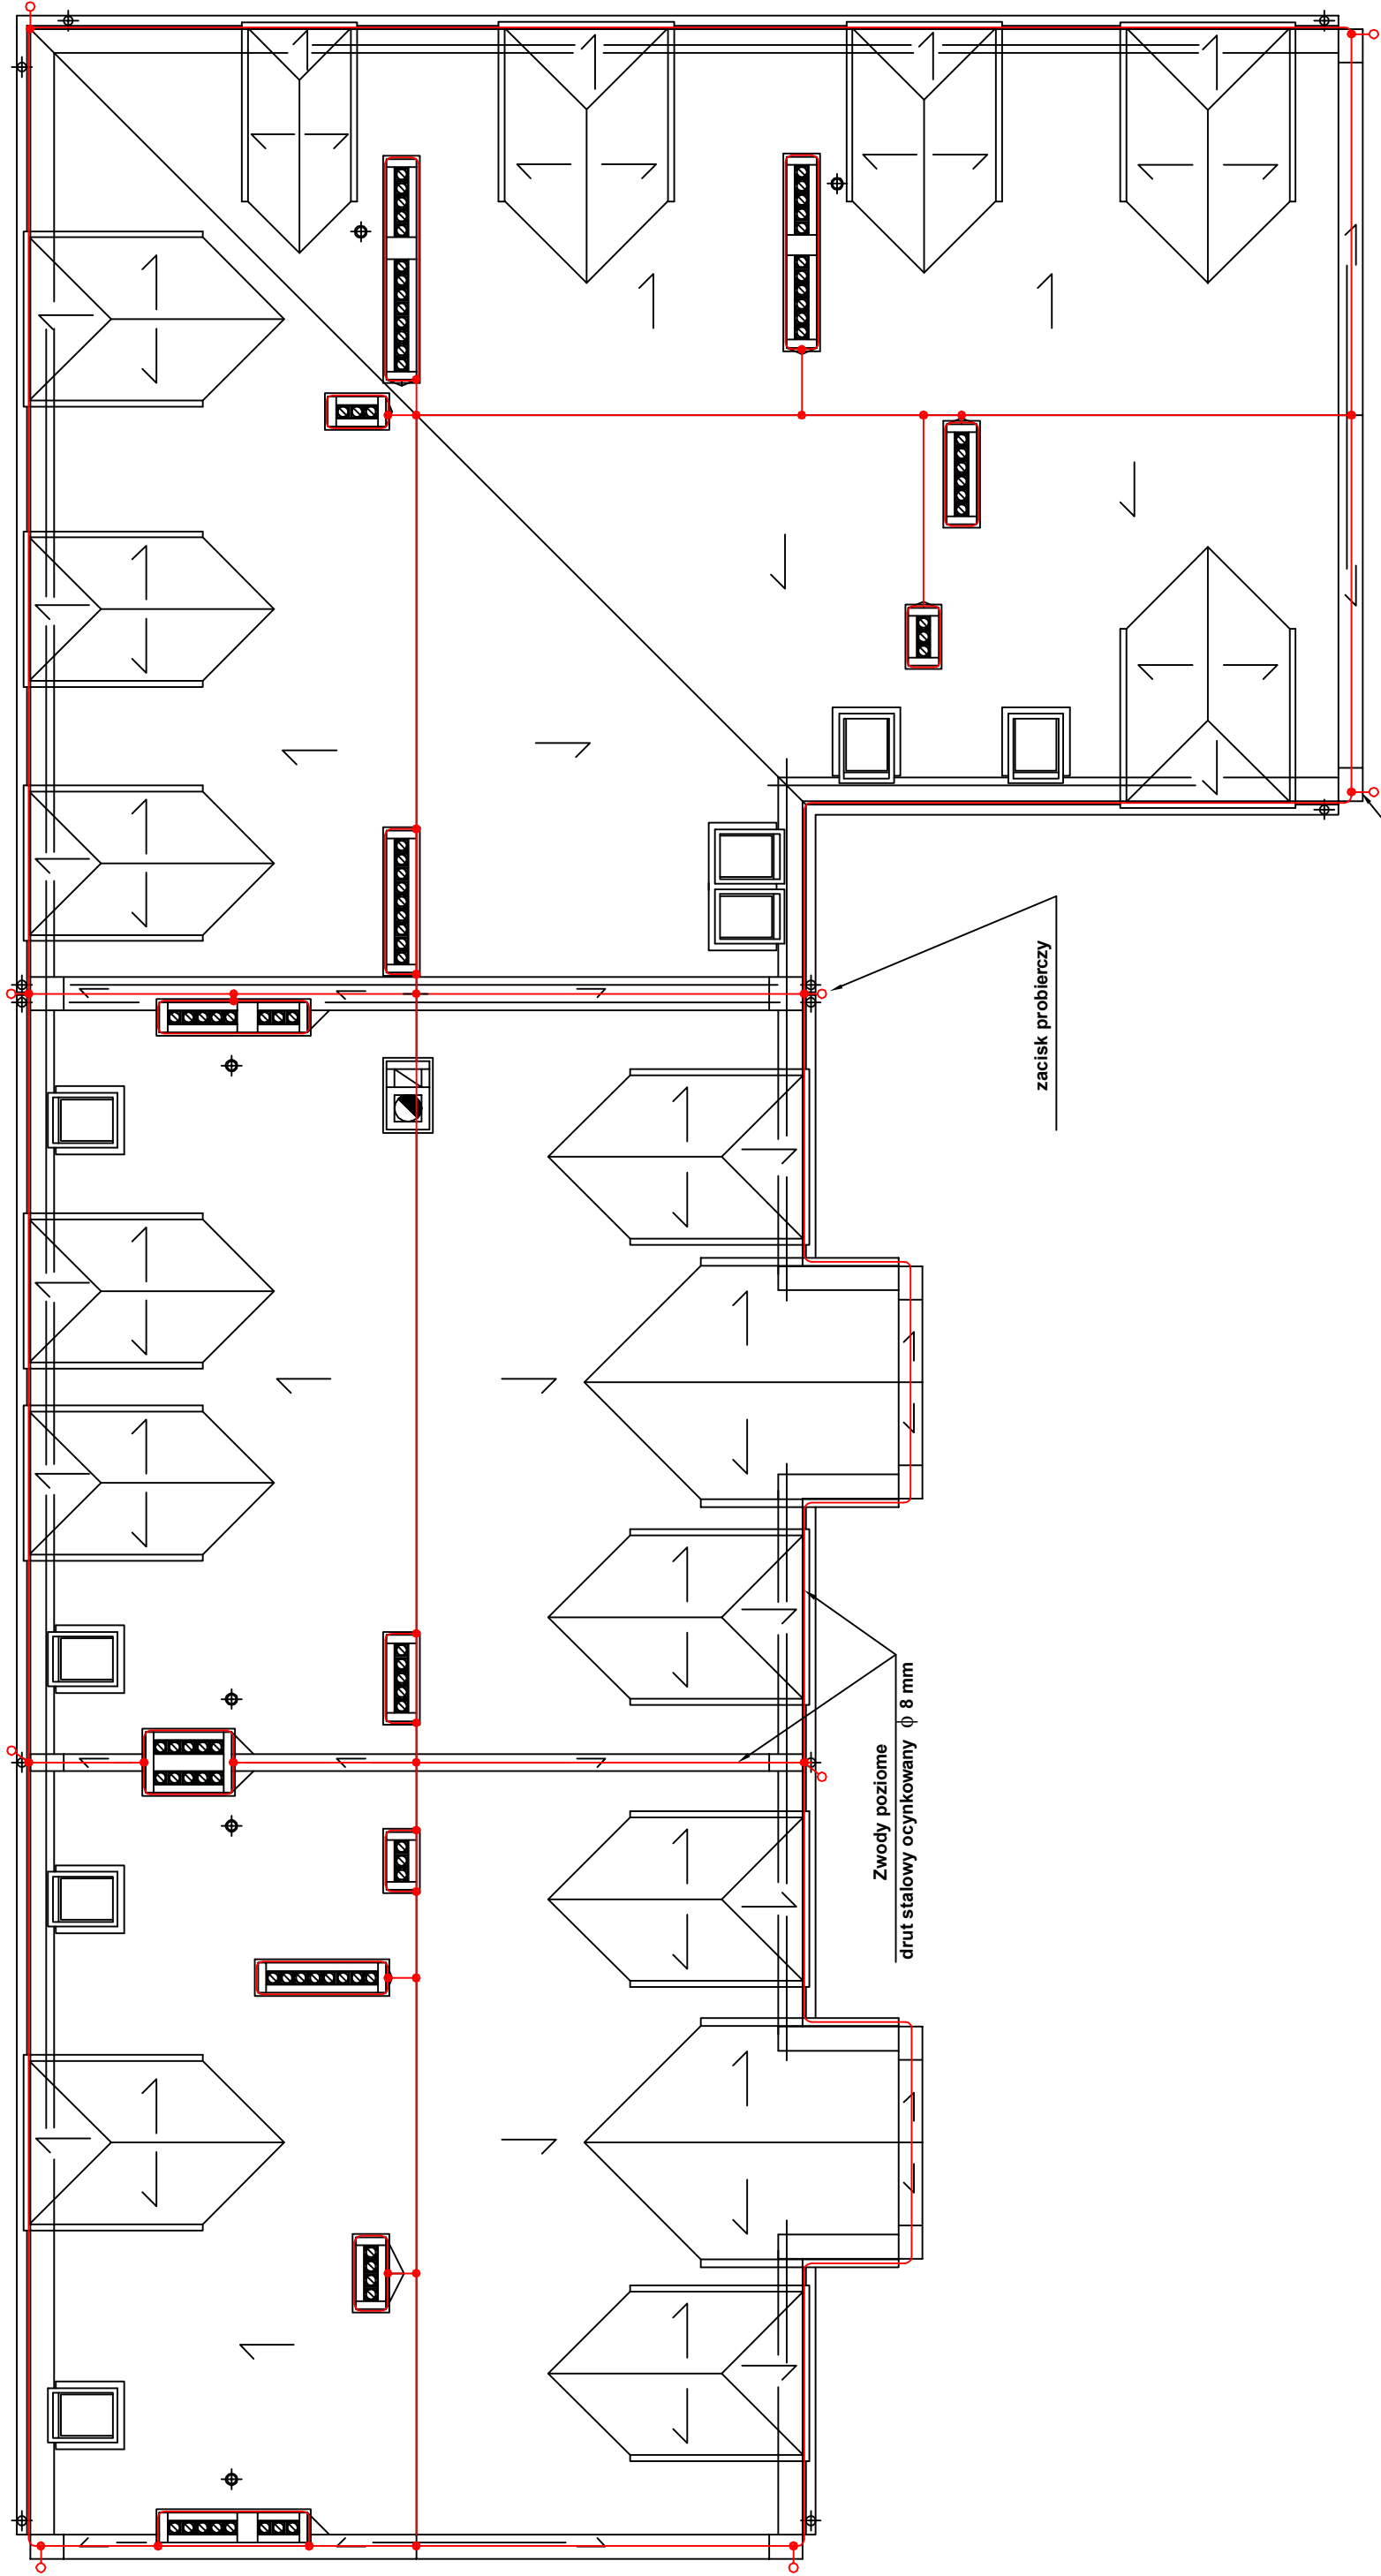 zacisk probierczy
Zwody poziome
drut stalowy ocynkowany ϕ 8 mm